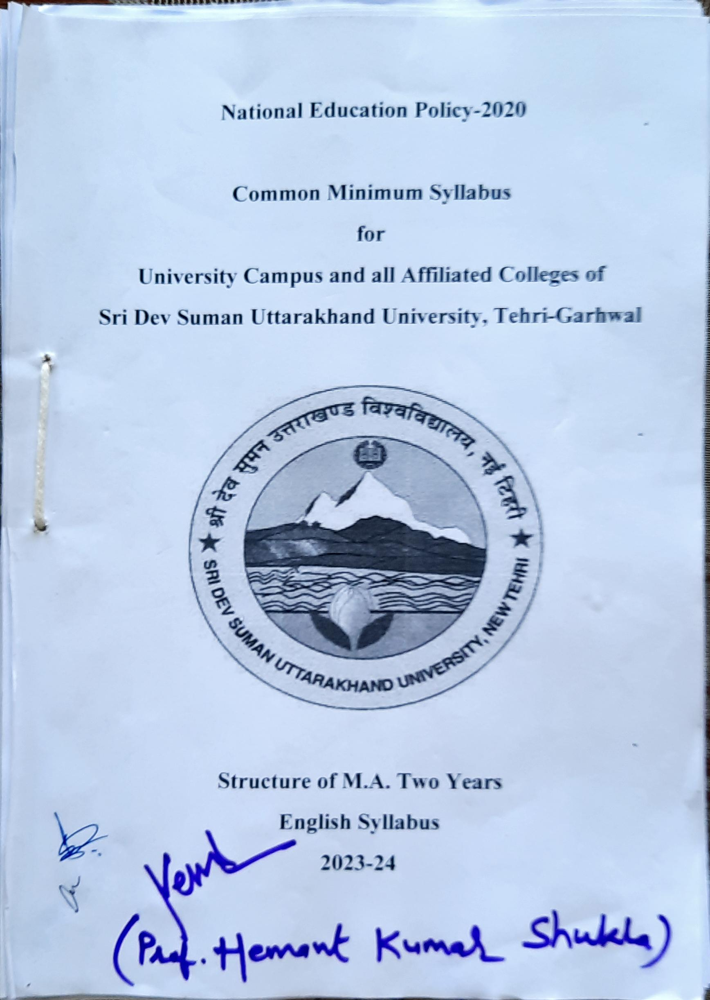 National Education Policy-2020
Common Minimum Syllabus
for
University Campus and all Affiliated Colleges of
Sri Dev Suman Uttarakhand University, Tehri-Garhwal
श्री देव सुमन उत्तराखण्ड विश्वविद्यालय, नई टिहरी
SRI DEV SUMAN UTTARAKHAND UNIVERSITY, NEW TEHRI
Structure of M.A. Two Years
English Syllabus
2023-24
(Prof. Hemant Kumar Shukla)